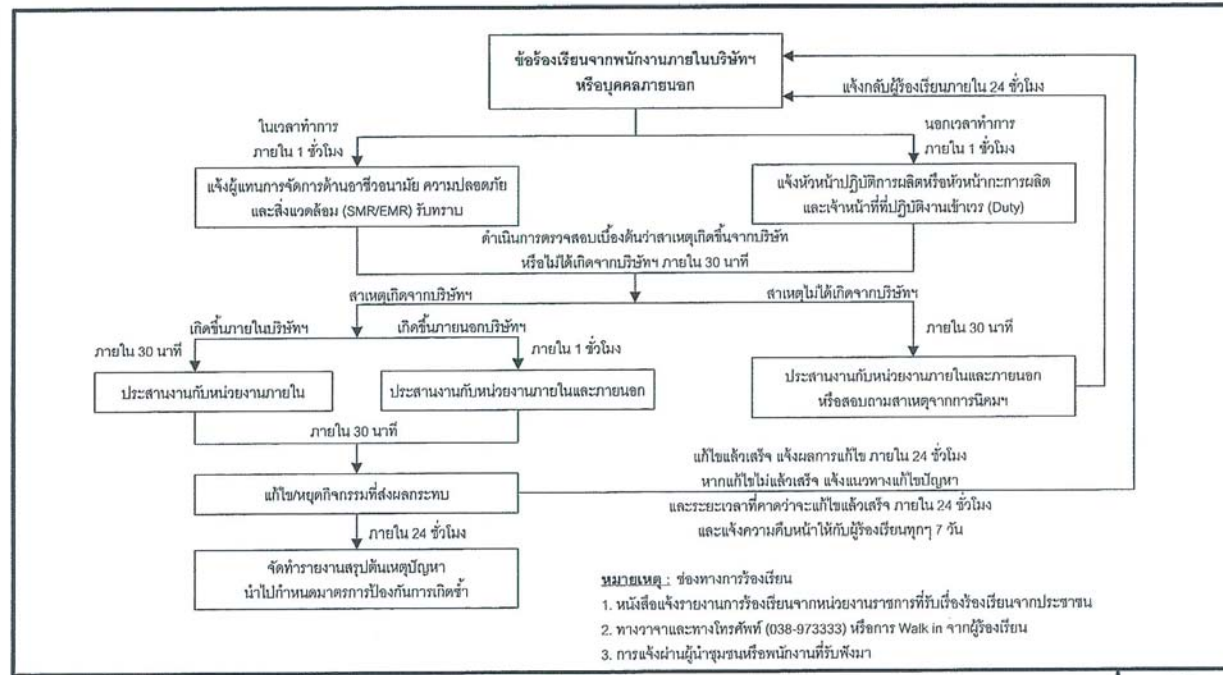 ข้อร้องเรียนจากพนักงานภายในบริษัทฯ
หรือบุคคลภายนอก
แจ้งกลับผู้ร้องเรียนภายใน 24 ชั่วโมง
ในเวลาทำการ
ภายใน 1 ชั่วโมง
นอกเวลาทำการ
ภายใน 1 ชั่วโมง
แจ้งผู้แทนการจัดการด้านอาชีวอนามัย ความปลอดภัย
และสิ่งแวดล้อม (SMR/EMR) รับทราบ
แจ้งหัวหน้าปฏิบัติการผลิตหรือหัวหน้ากะการผลิต
และเจ้าหน้าที่ที่ปฏิบัติงานเข้าเวร (Duty)
ดำเนินการตรวจสอบเบื้องต้นว่าสาเหตุเกิดขึ้นจากบริษัท
หรือไม่ได้เกิดจากบริษัทฯ ภายใน 30 นาที
สาเหตุเกิดจากบริษัทฯ
สาเหตุไม่ได้เกิดจากบริษัทฯ
เกิดขึ้นภายในบริษัทฯ
เกิดขึ้นภายนอกบริษัทฯ
ภายใน 30 นาที
ภายใน 1 ชั่วโมง
ภายใน 30 นาที
ประสานงานกับหน่วยงานภายใน
ประสานงานกับหน่วยงานภายในและภายนอก
ประสานงานกับหน่วยงานภายในและภายนอก
หรือสอบถามสาเหตุจากการนิคมฯ
ภายใน 30 นาที
แก้ไข/หยุดกิจกรรมที่ส่งผลกระทบ
แก้ไขแล้วเสร็จ แจ้งผลการแก้ไข ภายใน 24 ชั่วโมง
หากแก้ไขไม่แล้วเสร็จ แจ้งแนวทางแก้ไขปัญหา
และระยะเวลาที่คาดว่าจะแก้ไขแล้วเสร็จ ภายใน 24 ชั่วโมง
และแจ้งความคืบหน้าให้กับผู้ร้องเรียนทุกๆ 7 วัน
ภายใน 24 ชั่วโมง
จัดทำรายงานสรุปต้นเหตุปัญหา
นำไปกำหนดมาตรการป้องกันการเกิดซ้ำ
หมายเหตุ : ช่องทางการร้องเรียน
1. หนังสือแจ้งรายงานการร้องเรียนจากหน่วยงานราชการที่รับเรื่องร้องเรียนจากประชาชน
2. ทางวาจาและทางโทรศัพท์ (038-973333) หรือการ Walk in จากผู้ร้องเรียน
3. การแจ้งผ่านผู้นำชุมชนหรือพนักงานที่รับฟังมา